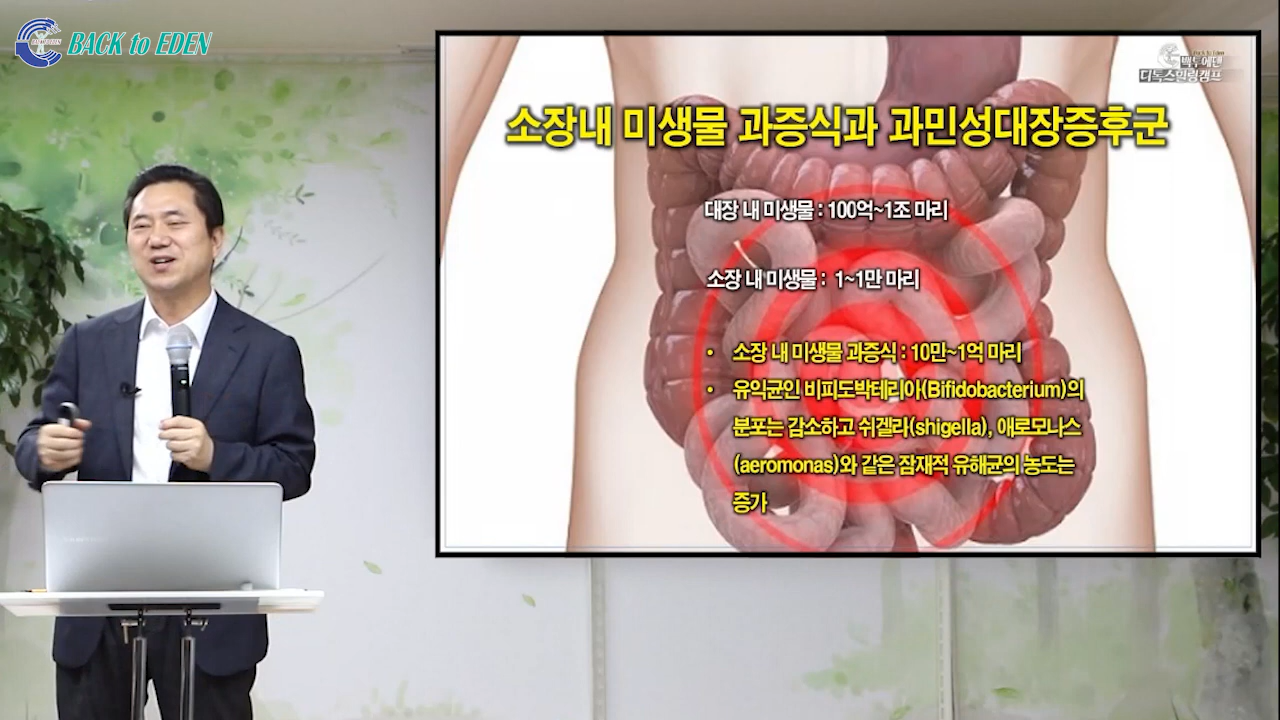 BACK to EDEN
백투에덴
디톡스힐링캠프
소장내 미생물 과증식과 과민성대장증후군
대장 내 미생물 : 100억~1조 마리
소장 내 미생물 : 1~1만 마리
• 소장 내 미생물 과증식 : 10만~1억 마리
• 유익균인 비피도박테리아(Bifidobacterium)의
분포는 감소하고 쉬겔라(shigella), 애로모나스
(aeromonas)와 같은 잠재적 유해균의 농도는
증가